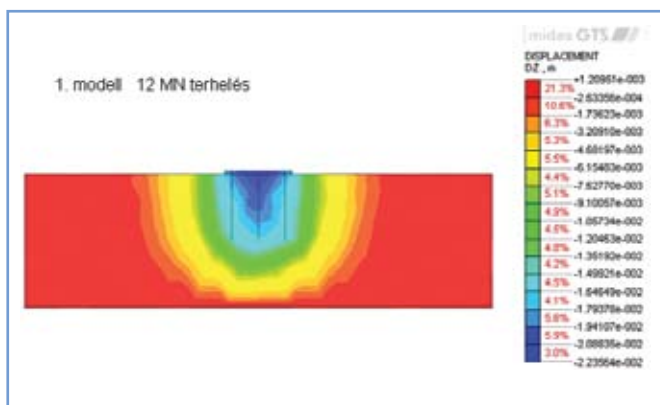 midas GTS
1. modell 12 MN terhelés
DISPLACEMENT
DZ , m
+1.20951e-003
21.3%
-2.63356e-004
10.6%
-1.73623e-003
6.3%
-3.20910e-003
5.3%
-4.68197e-003
5.5%
-6.15483e-003
4.4%
-7.62770e-003
5.1%
-9.10057e-003
4.9%
-1.05734e-002
4.6%
-1.20463e-002
4.8%
-1.35192e-002
4.2%
-1.49921e-002
4.5%
-1.64649e-002
4.1%
-1.79378e-002
5.8%
-1.94107e-002
5.9%
-2.08835e-002
3.0%
-2.23564e-002